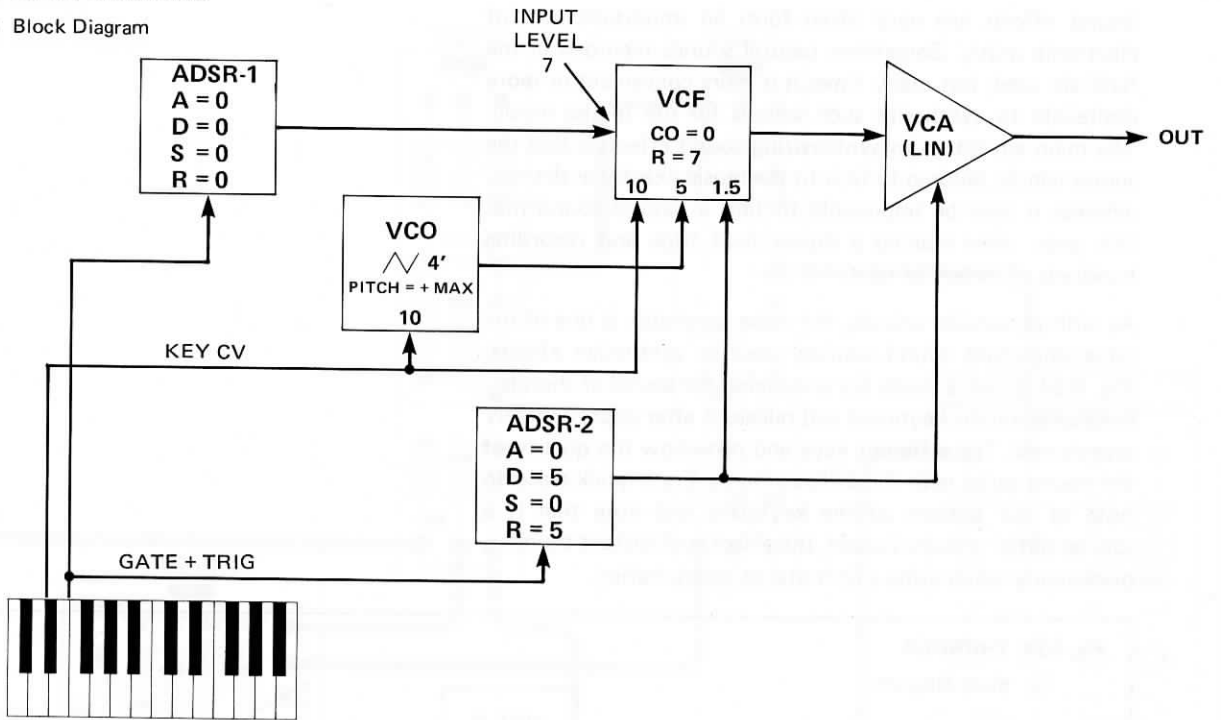 Block Diagram
INPUT
LEVEL
7
ADSR-1
A = 0
D = 0
S = 0
R = 0
VCF
CO = 0
R = 7
10 5 1.5
VCA
(LIN)
OUT
VCO
4'
PITCH = + MAX
10
KEY CV
ADSR-2
A = 0
D = 5
S = 0
R = 5
GATE + TRIG